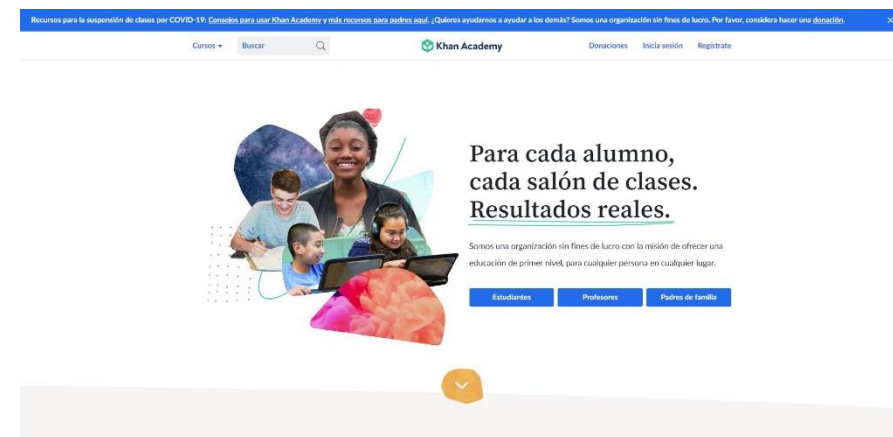 Recursos para la suspensión de clases por COVID-19: Consejos para usar Khan Academy y más recursos para padres aquí. ¿Quieres ayudarnos a ayudar a los demás? Somos una organización sin fines de lucro. Por favor, considera hacer una donación.
Cursos Buscar Khan Academy Donaciones Inicia sesión Regístrate
Para cada alumno,
cada salón de clases.
Resultados reales.
Somos una organización sin fines de lucro con la misión de ofrecer una
educación de primer nivel, para cualquier persona en cualquier lugar.
Estudiantes Profesores Padres de familia